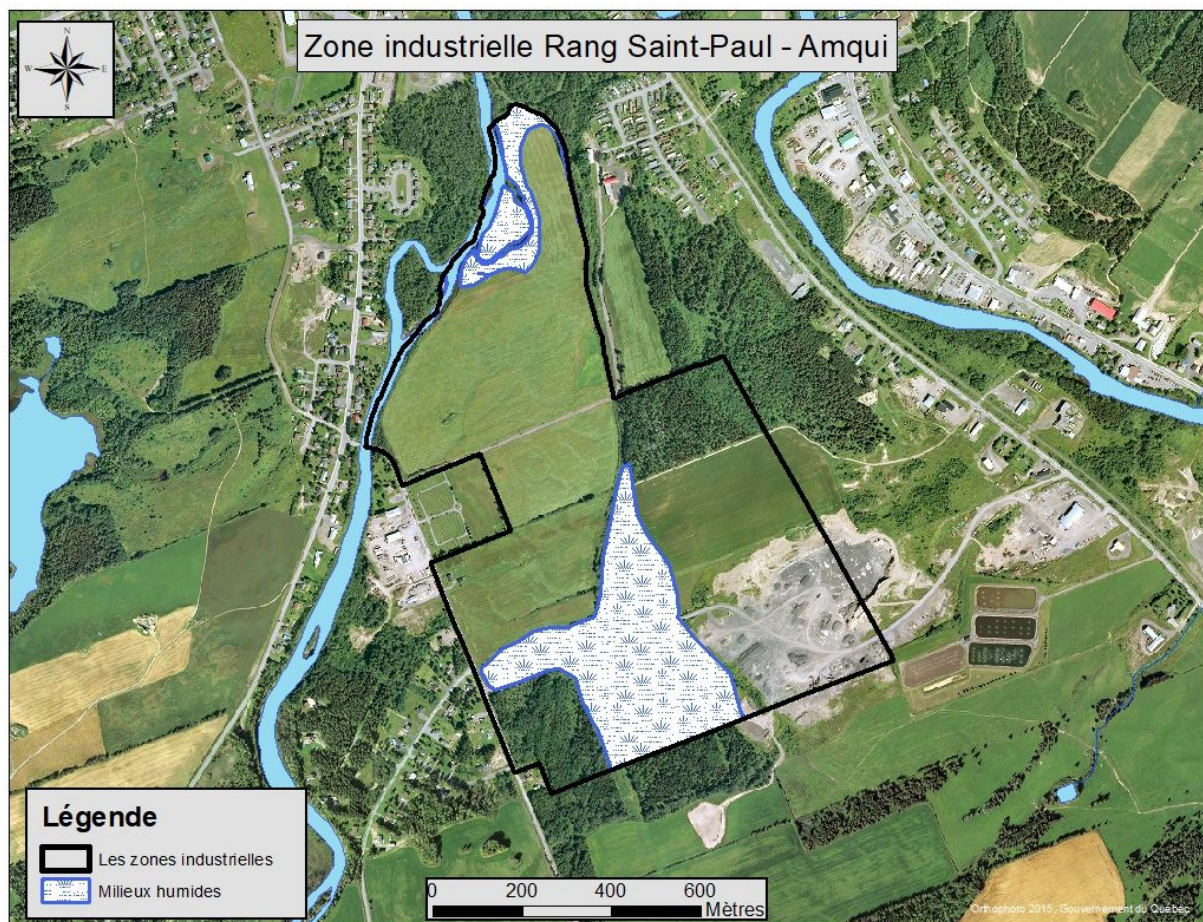 Zone industrielle Rang Saint-Paul - Amqui
N
W E
S
Légende
Les zones industrielles
Milieux humides
0 200 400 600
Mètres
Orthophoto 2015, Gouvernement du Québec